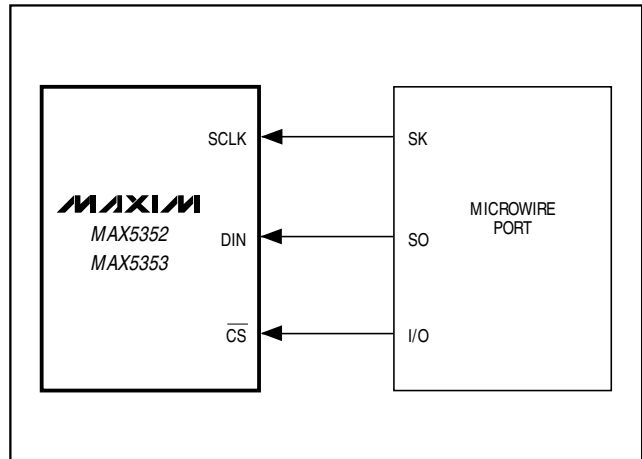 SCLK
SK
MAXIM
MAX5352
MAX5353
DIN
SO
MICROWIRE
PORT
CS
I/O